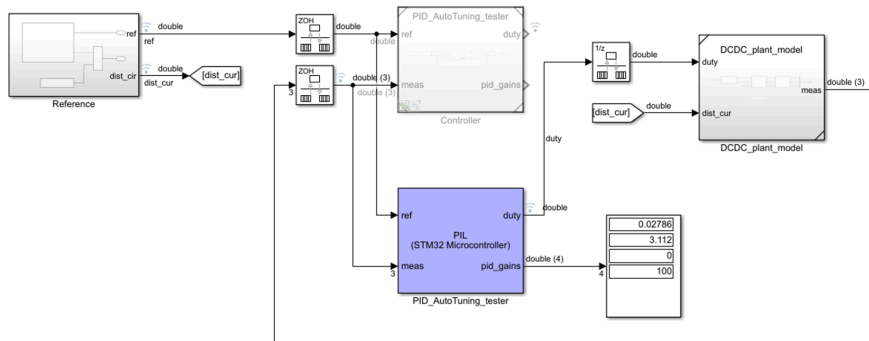 ref
double
ref
dist_cir
double
dist_cur
Reference
[dist_cur]
ZOH
double
double
ZOH
3
double (3)
double (3)
PID_AutoTuning_tester
ref
duty
meas
pid_gains
Controller
ref
duty
PIL
(STM32 Microcontroller)
meas
pid_gains
3
PID_AutoTuning_tester
double
duty
double (4)
4
0.02786
3.112
0
100
1/z
double
[dist_cur]
double
DCDC_plant_model
duty
meas
dist_cur
DCDC_plant_model
double (3)